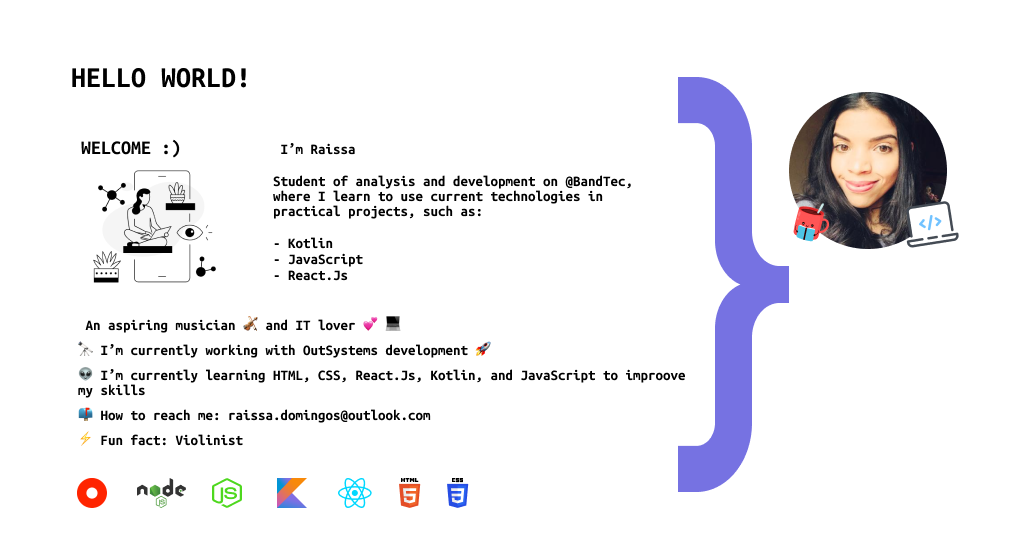 HELLO WORLD!
WELCOME :)
I'm Raissa
Student of analysis and development on @BandTec,
where I learn to use current technologies in
practical projects, such as:
- Kotlin
- JavaScript
- React.Js
An aspiring musician 🎻 and IT lover 💞 💻
🔭 I'm currently working with OutSystems development 🚀
👽 I'm currently learning HTML, CSS, React.Js, Kotlin, and JavaScript to improove
my skills
📫 How to reach me: raissa.domingos@outlook.com
⚡ Fun fact: Violinist
node JS JS HTML 5 CSS 3